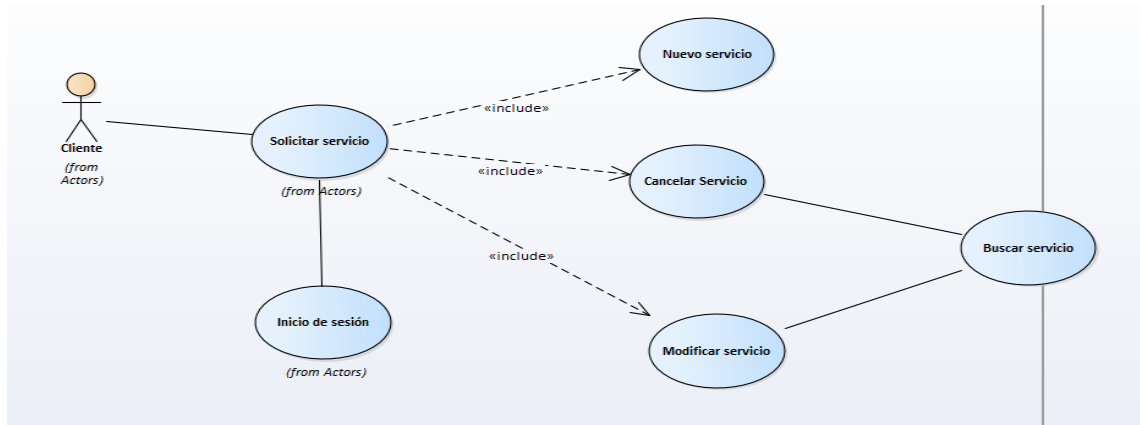 Nuevo servicio
«include»
Cliente
(from
Actors)
Solicitar servicio
(from Actors)
«include»
Cancelar Servicio
Buscar servicio
«include»
Inicio de sesión
(from Actors)
Modificar servicio